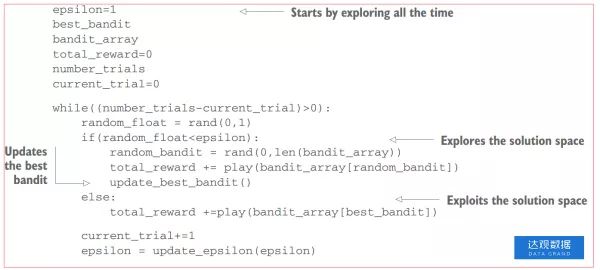 epsilon=1
Starts by exploring all the time
best_bandit
bandit_array
total_reward=0
number_trials
current_trial=0
while((number_trials-current_trial)>0):
random_float = rand(0,1)
if(random_float<epsilon):
Explores the solution space
Updates
the best
bandit
random_bandit = rand(0,len(bandit_array))
total_reward += play(bandit_array[random_bandit])
update_best_bandit()
else:
Exploits the solution space
total_reward +=play(bandit_array[best_bandit])
current_trial+=1
epsilon = update_epsilon(epsilon)
达观数据
DATA GRAND